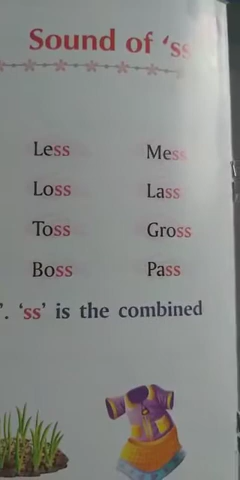 Sound of 'ss
Less Mess
Loss Lass
Toss Gross
Boss Pass
'. 'ss' is the combined